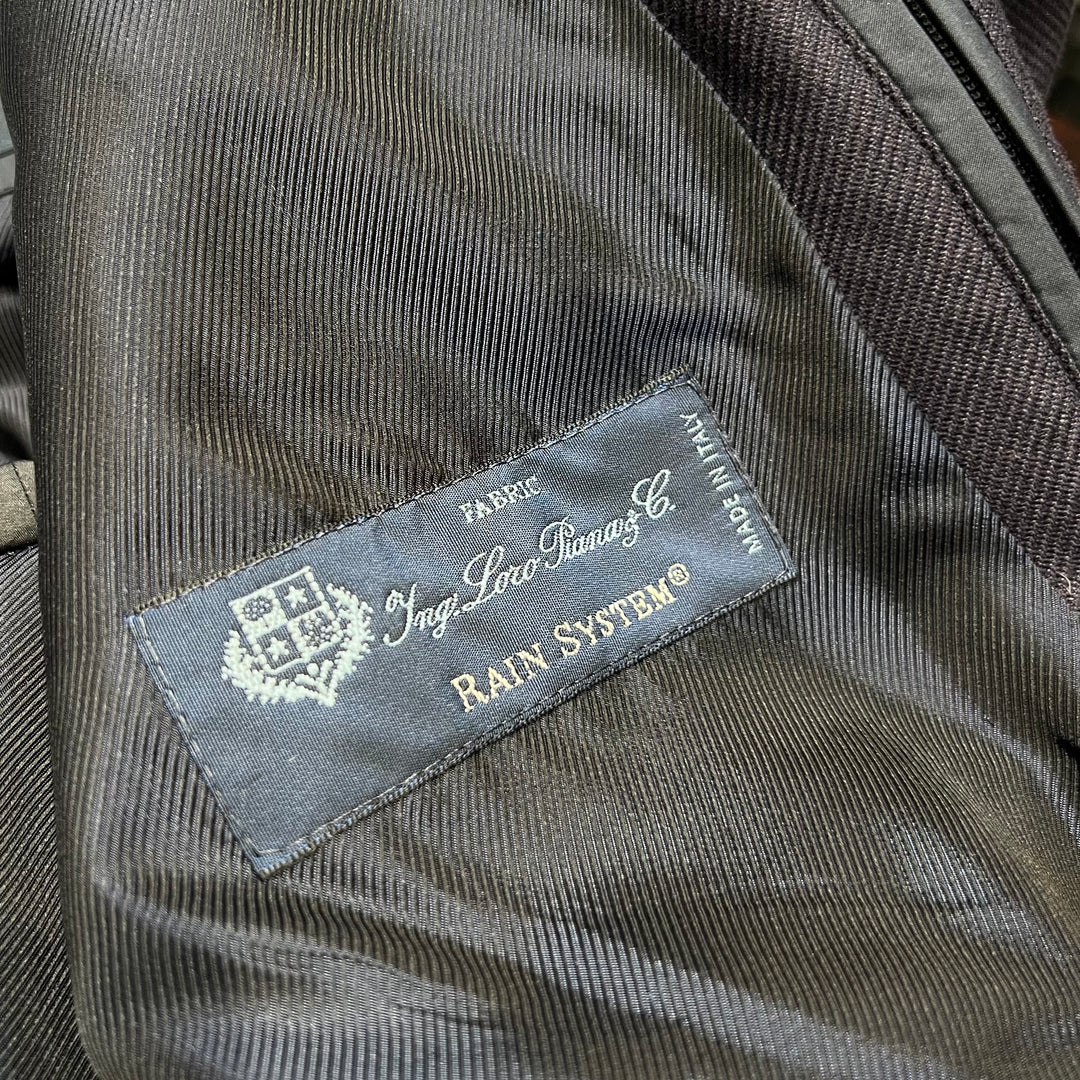 FABRIC
Ing. Loro Piana & C.
RAIN SYSTEM®
MADE IN ITALY